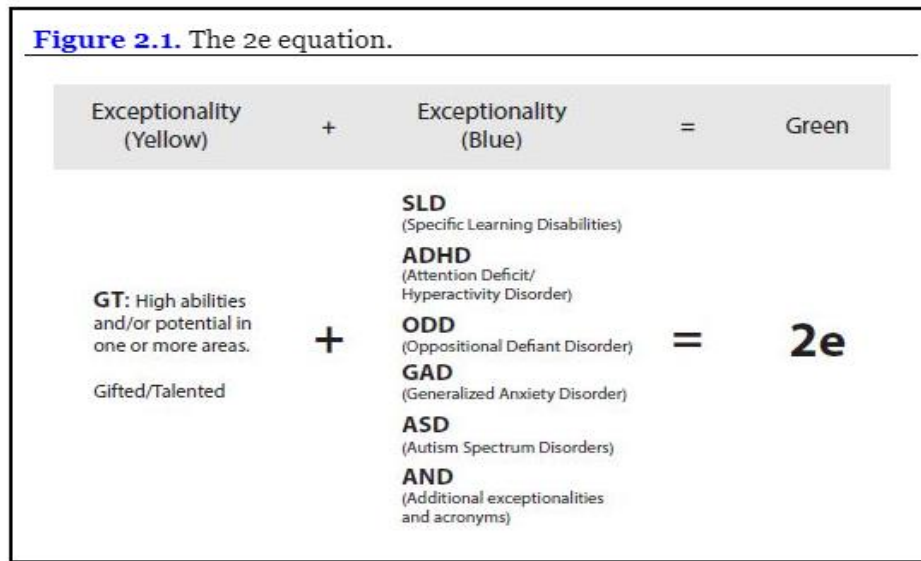 Figure 2.1. The 2e equation.
Exceptionality
(Yellow)
+
Exceptionality
(Blue)
=
Green
GT: High abilities
and/or potential in
one or more areas.
Gifted/Talented
+
SLD
(Specific Learning Disabilities)
ADHD
(Attention Deficit/
Hyperactivity Disorder)
ODD
(Oppositional Defiant Disorder)
GAD
(Generalized Anxiety Disorder)
ASD
(Autism Spectrum Disorders)
AND
(Additional exceptionalities
and acronyms)
=
2e